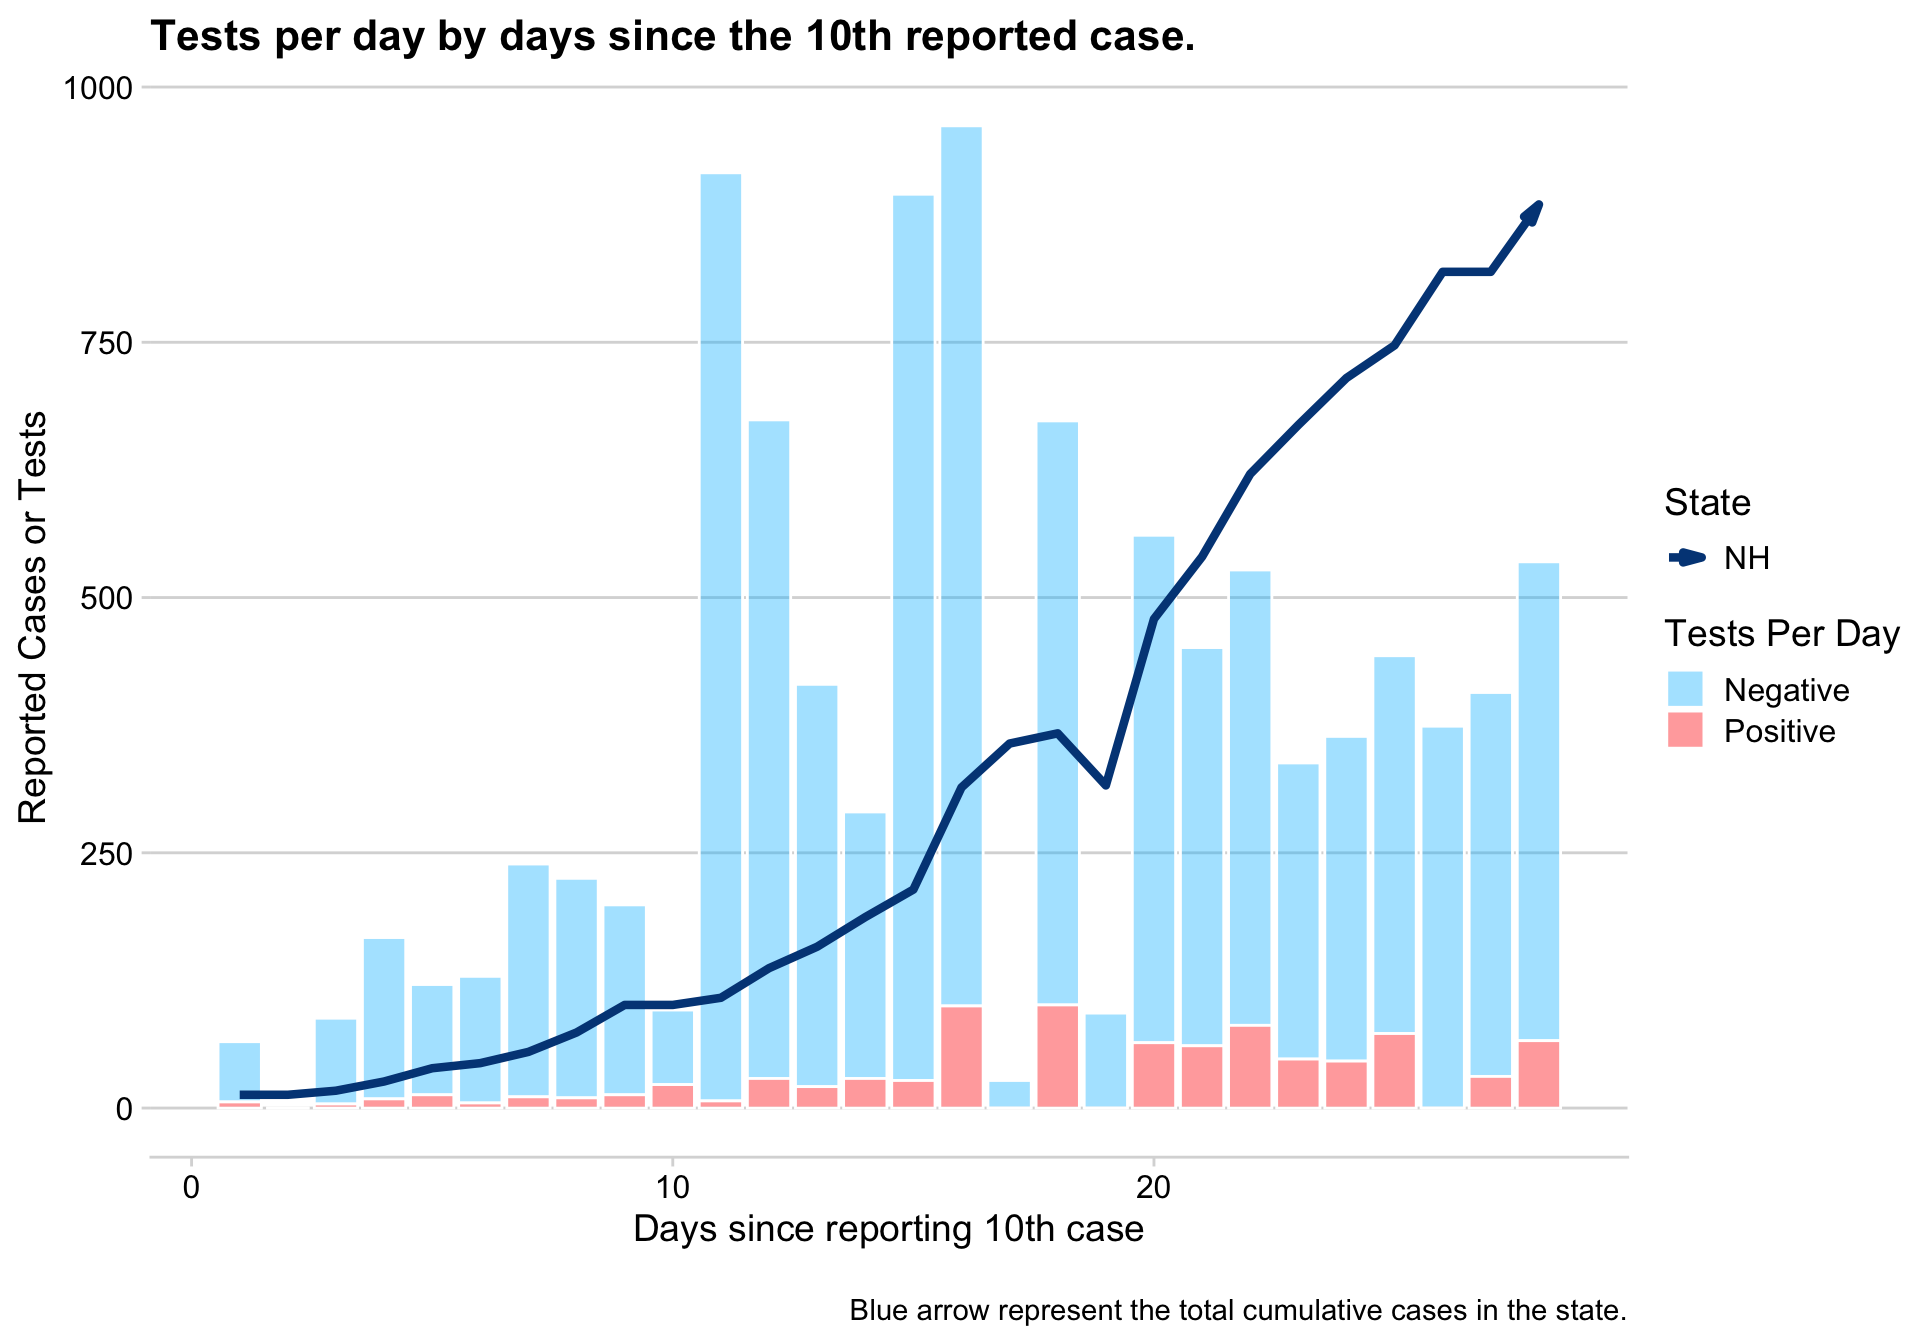 Tests per day by days since the 10th reported case.
1000
750
500
250
0
Reported Cases or Tests
0 10 20
Days since reporting 10th case
State
NH
Tests Per Day
Negative
Positive
Blue arrow represent the total cumulative cases in the state.